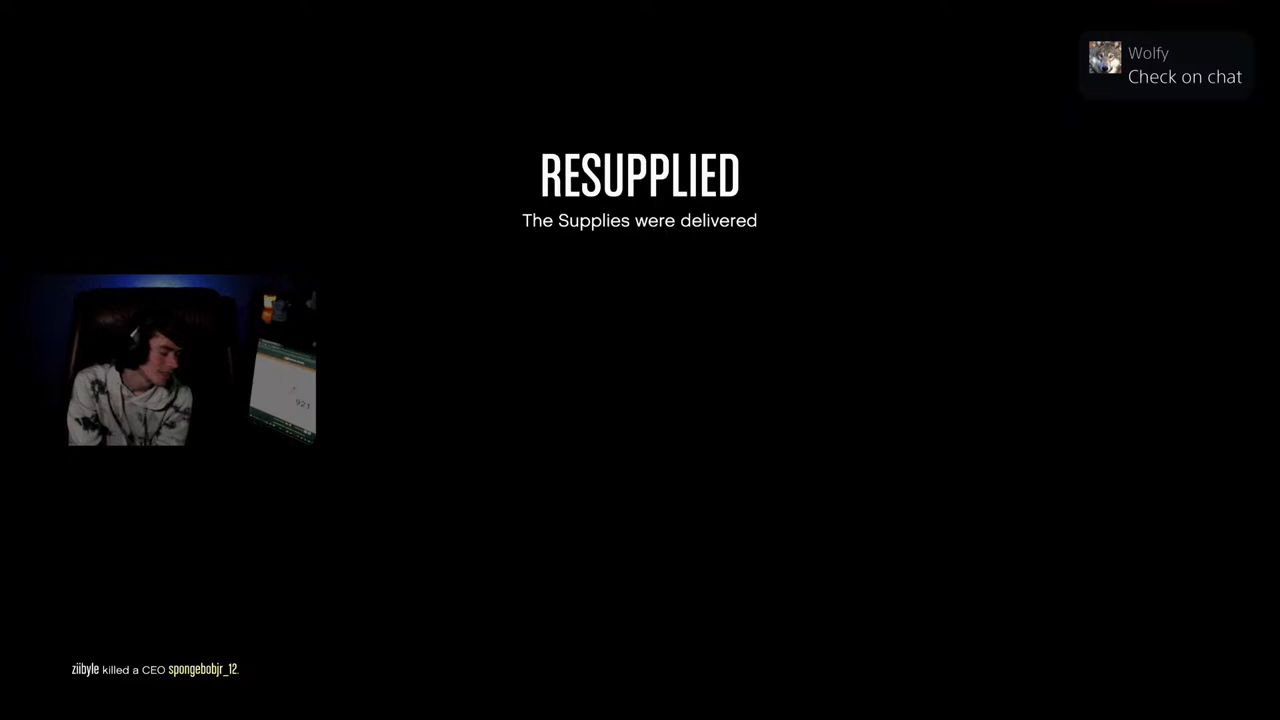 Wolfy
Check on chat
RESUPPLIED
The Supplies were delivered
ziibyle killed a CEO spongebobjr_12.